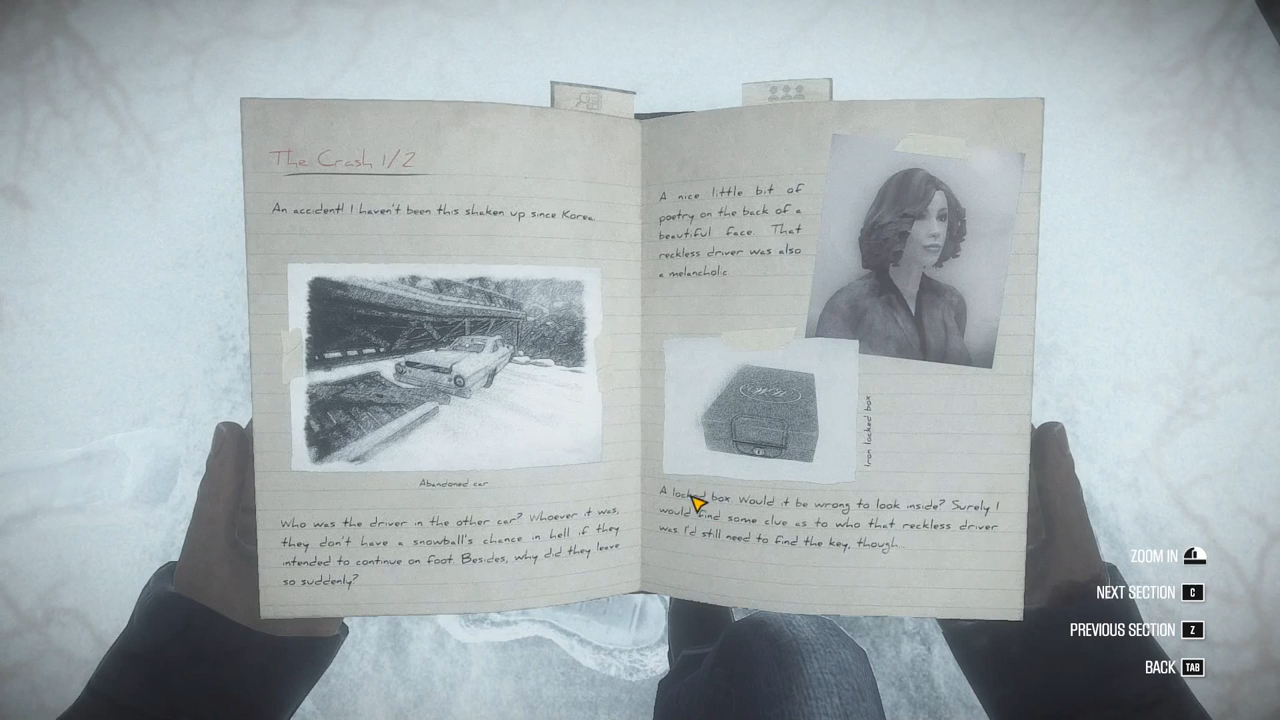 The Crash 1/2
An accident! I haven't been this shaken up since Korea.
Abandoned car
Who was the driver in the other car? Whoever it was,
they don't have a snowball's chance in hell if they
intended to continue on foot. Besides, why did they leave
so suddenly?
A nice little bit of
poetry on the back of a
beautiful face. That
reckless driver was also
a melancholic.
Iron locked box
A locked box. Would it be wrong to look inside? Surely I
would find some clue as to who that reckless driver
was. I'd still need to find the key, though...
ZOOM IN
NEXT SECTION C
PREVIOUS SECTION Z
BACK TAB